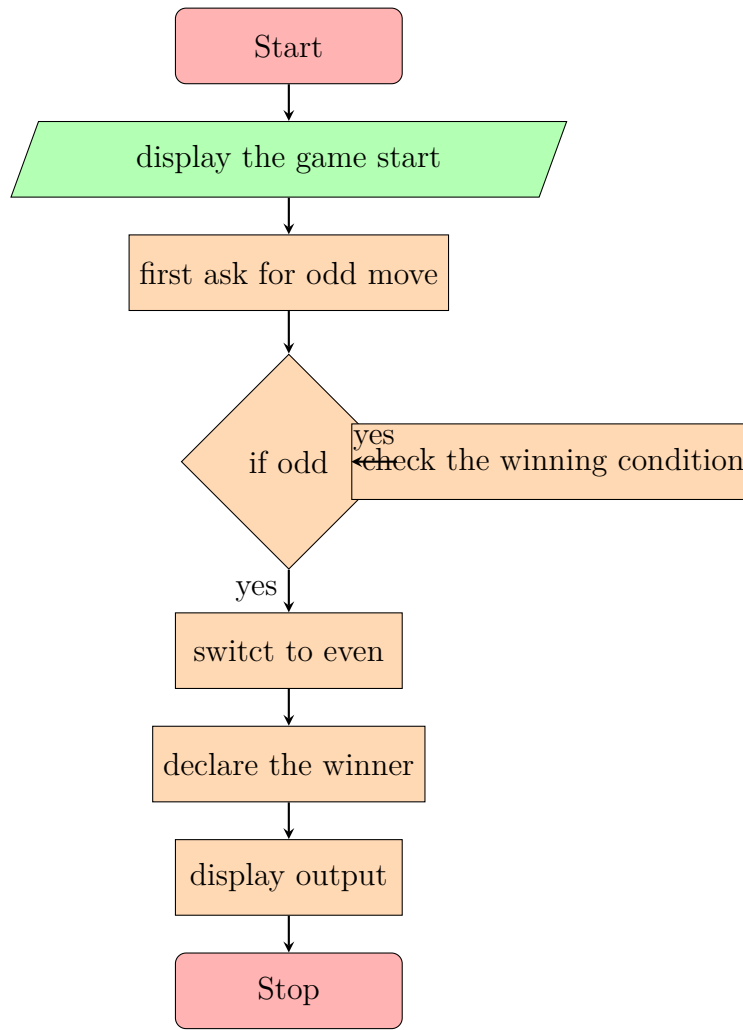 Start
display the game start
first ask for odd move
if odd
yes
check the winning condition
yes
switct to even
declare the winner
display output
Stop